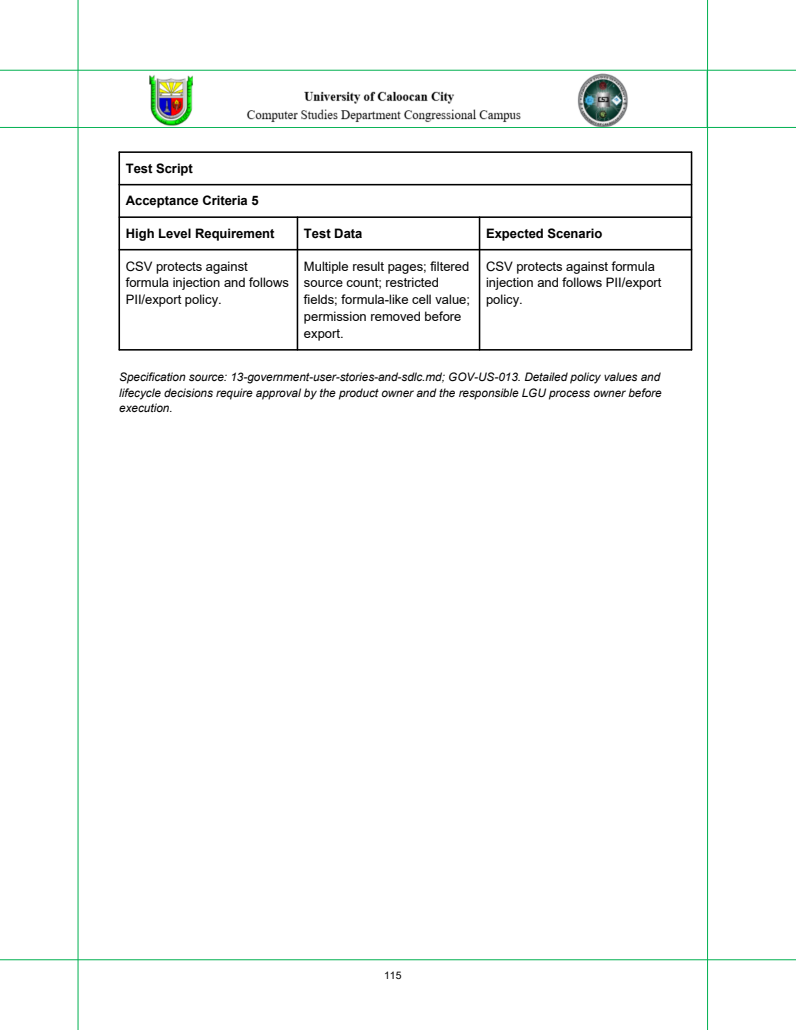 University of Caloocan City
Computer Studies Department Congressional Campus
Test Script
Acceptance Criteria 5
High Level Requirement
Test Data
Expected Scenario
CSV protects against
formula injection and follows
PII/export policy.
Multiple result pages; filtered
source count; restricted
fields; formula-like cell value;
permission removed before
export.
CSV protects against formula
injection and follows PII/export
policy.
Specification source: 13-government-user-stories-and-sdlc.md; GOV-US-013. Detailed policy values and
lifecycle decisions require approval by the product owner and the responsible LGU process owner before
execution.
115